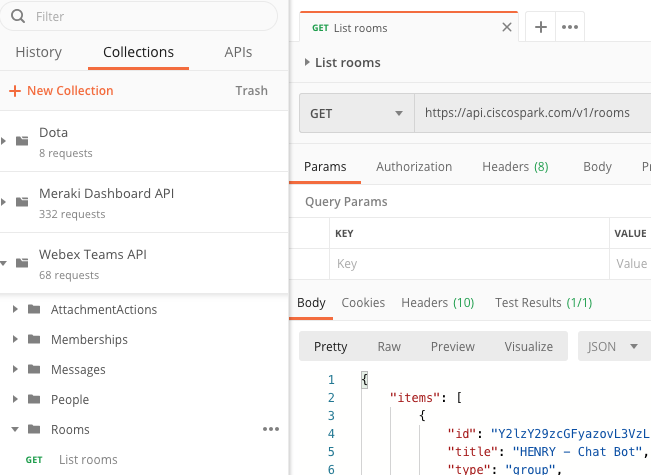 Filter
History Collections APIs
+ New Collection Trash
Dota
8 requests
Meraki Dashboard API
332 requests
Webex Teams API
68 requests
AttachmentActions
Memberships
Messages
People
Rooms
GET List rooms
GET List rooms
List rooms
GET https://api.ciscospark.com/v1/rooms
Params Authorization Headers (8) Body
Query Params
KEY VALUE
Key Value
Body Cookies Headers (10) Test Results (1/1)
Pretty Raw Preview Visualize JSON
1 {
2 "items": [
3 {
4 "id": "Y2lzY29zcGFyazovL3VzL
5 "title": "HENRY - Chat Bot",
6 "type": "group",